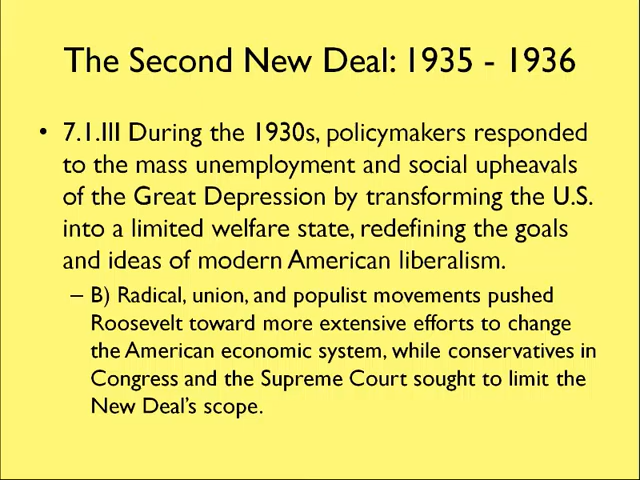 The Second New Deal: 1935 - 1936
• 7.1.III During the 1930s, policymakers responded
to the mass unemployment and social upheavals
of the Great Depression by transforming the U.S.
into a limited welfare state, redefining the goals
and ideas of modern American liberalism.
– B) Radical, union, and populist movements pushed
Roosevelt toward more extensive efforts to change
the American economic system, while conservatives in
Congress and the Supreme Court sought to limit the
New Deal's scope.